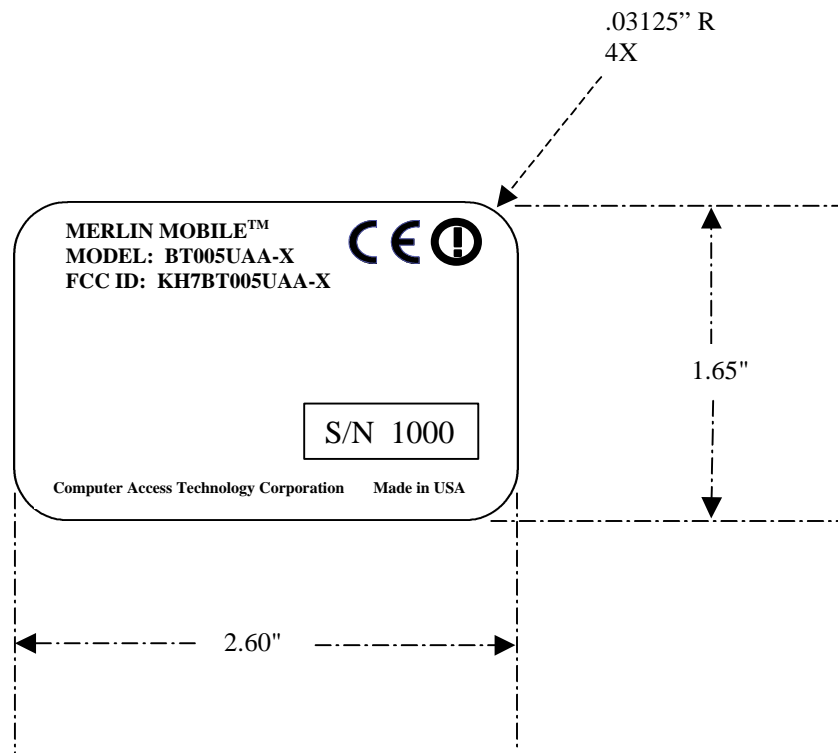 .03125” R
4X
MERLIN MOBILE™
MODEL: BT005UAA-X
FCC ID: KH7BT005UAA-X
CE
1.65"
S/N 1000
Computer Access Technology Corporation Made in USA
2.60"